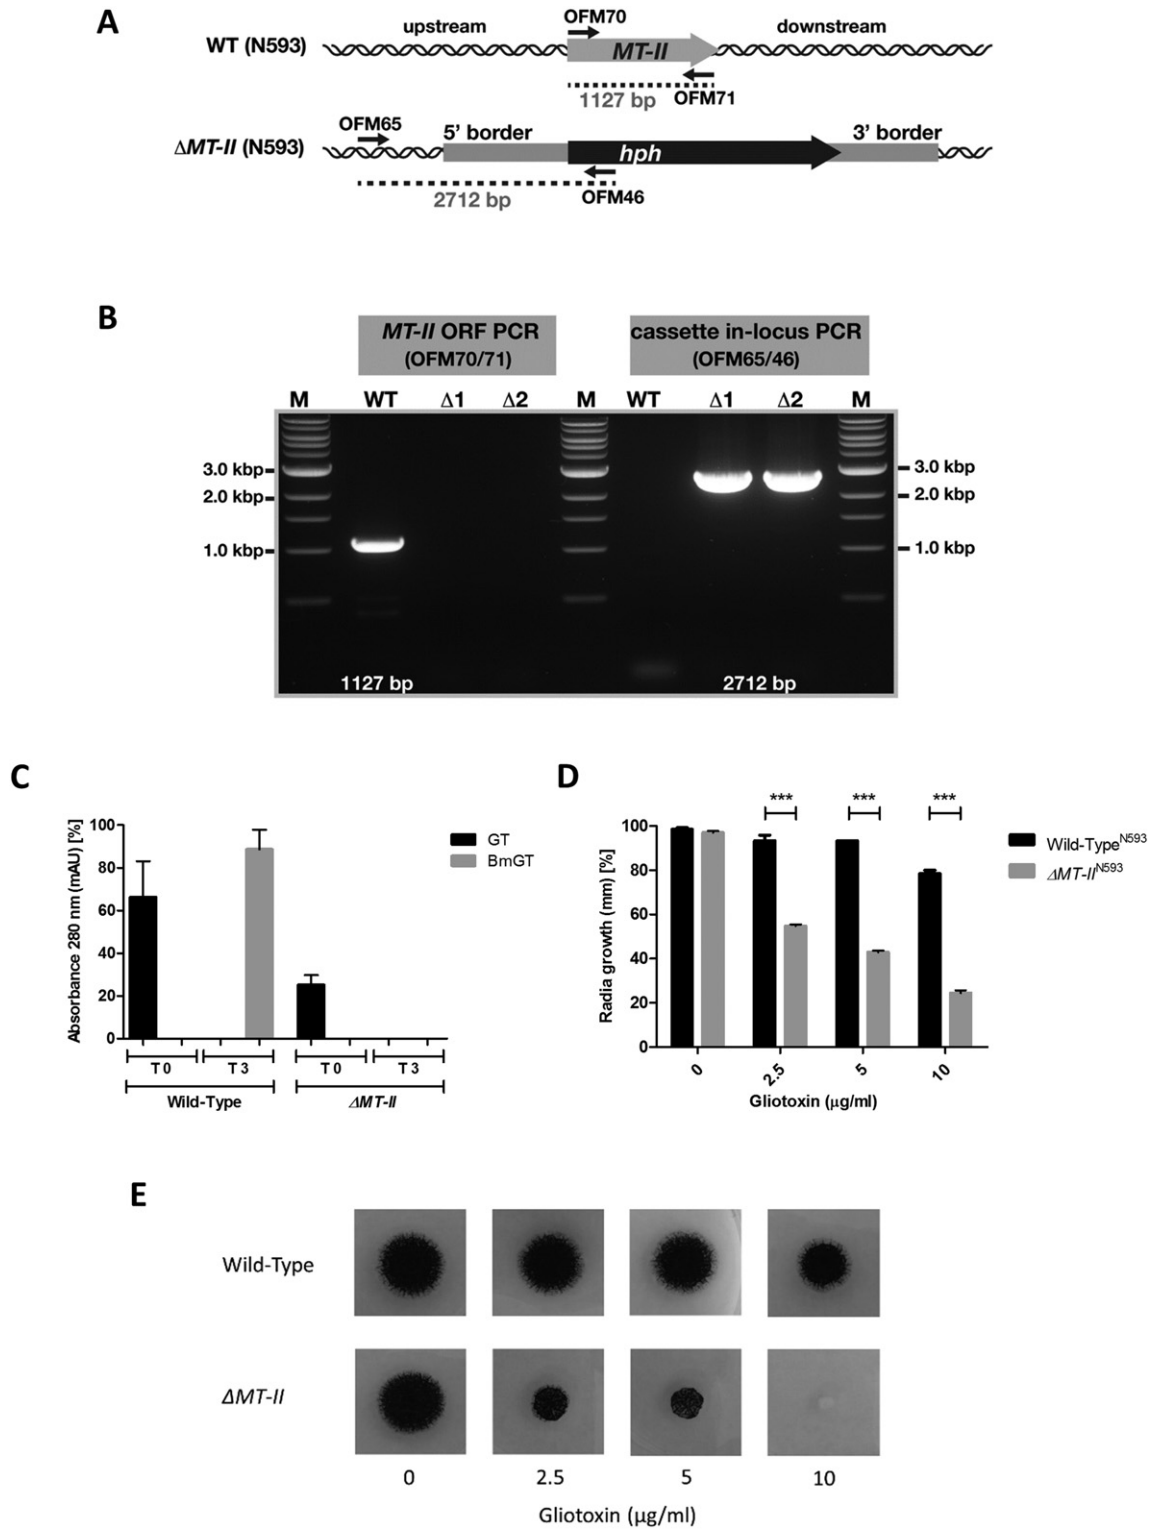 A
upstream
OFM70
downstream
WT (N593)
MT-II
1127 bp
OFM71
OFM65
5’ border
3’ border
ΔMT-II (N593)
hph
2712 bp
OFM46
B
MT-II ORF PCR
(OFM70/71)
cassette in-locus PCR
(OFM65/46)
M WT Δ1 Δ2 M WT Δ1 Δ2 M
3.0 kbp
2.0 kbp
1.0 kbp
3.0 kbp
2.0 kbp
1.0 kbp
1127 bp
2712 bp
C
Absorbance 280 nm (mAU) [%]
100
80
60
40
20
0
GT
BmGT
T 0 T 3 T 0 T 3
Wild-Type ΔMT-II
D
Radia growth (mm) [%]
100
80
60
40
20
0
*** *** ***
Wild-TypeN593
ΔMT-IIN593
0 2.5 5 10
Gliotoxin (μg/ml)
E
Wild-Type
ΔMT-II
0 2.5 5 10
Gliotoxin (μg/ml)